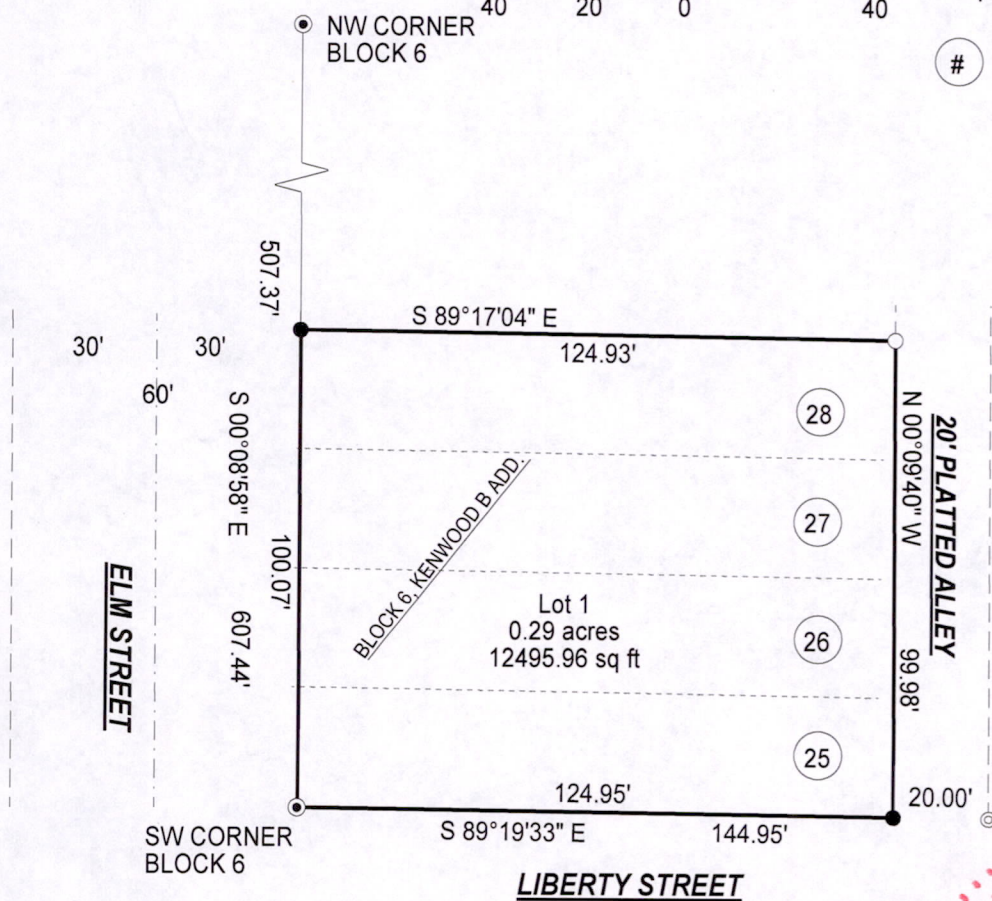 40 20 0 40
#
NW CORNER
BLOCK 6
507.37'
S 89°17'04" E
124.93'
30' 30'
60'
S 00°08'58" E 607.44'
100.07'
ELM STREET
BLOCK 6, KENWOOD B ADD.
28
27
26
25
Lot 1
0.29 acres
12495.96 sq ft
N 00°09'40" W 99.98'
20' PLATTED ALLEY
124.95'
20.00'
S 89°19'33" E 144.95'
SW CORNER
BLOCK 6
LIBERTY STREET